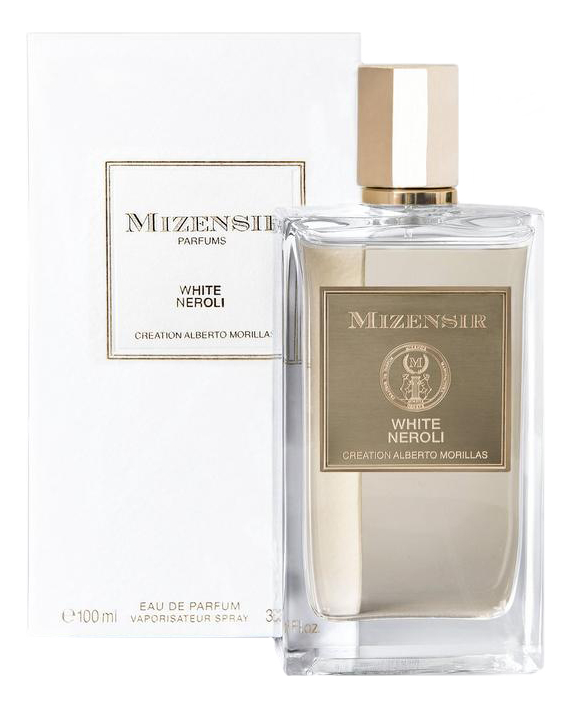 MIZENSIR
PARFUMS
WHITE
NEROLI
CREATION ALBERTO MORILLAS
℮100 ml
EAU DE PARFUM
VAPORISATEUR SPRAY
fl.oz.
MIZENSIR
M
WHITE
NEROLI
CREATION ALBERTO MORILLAS